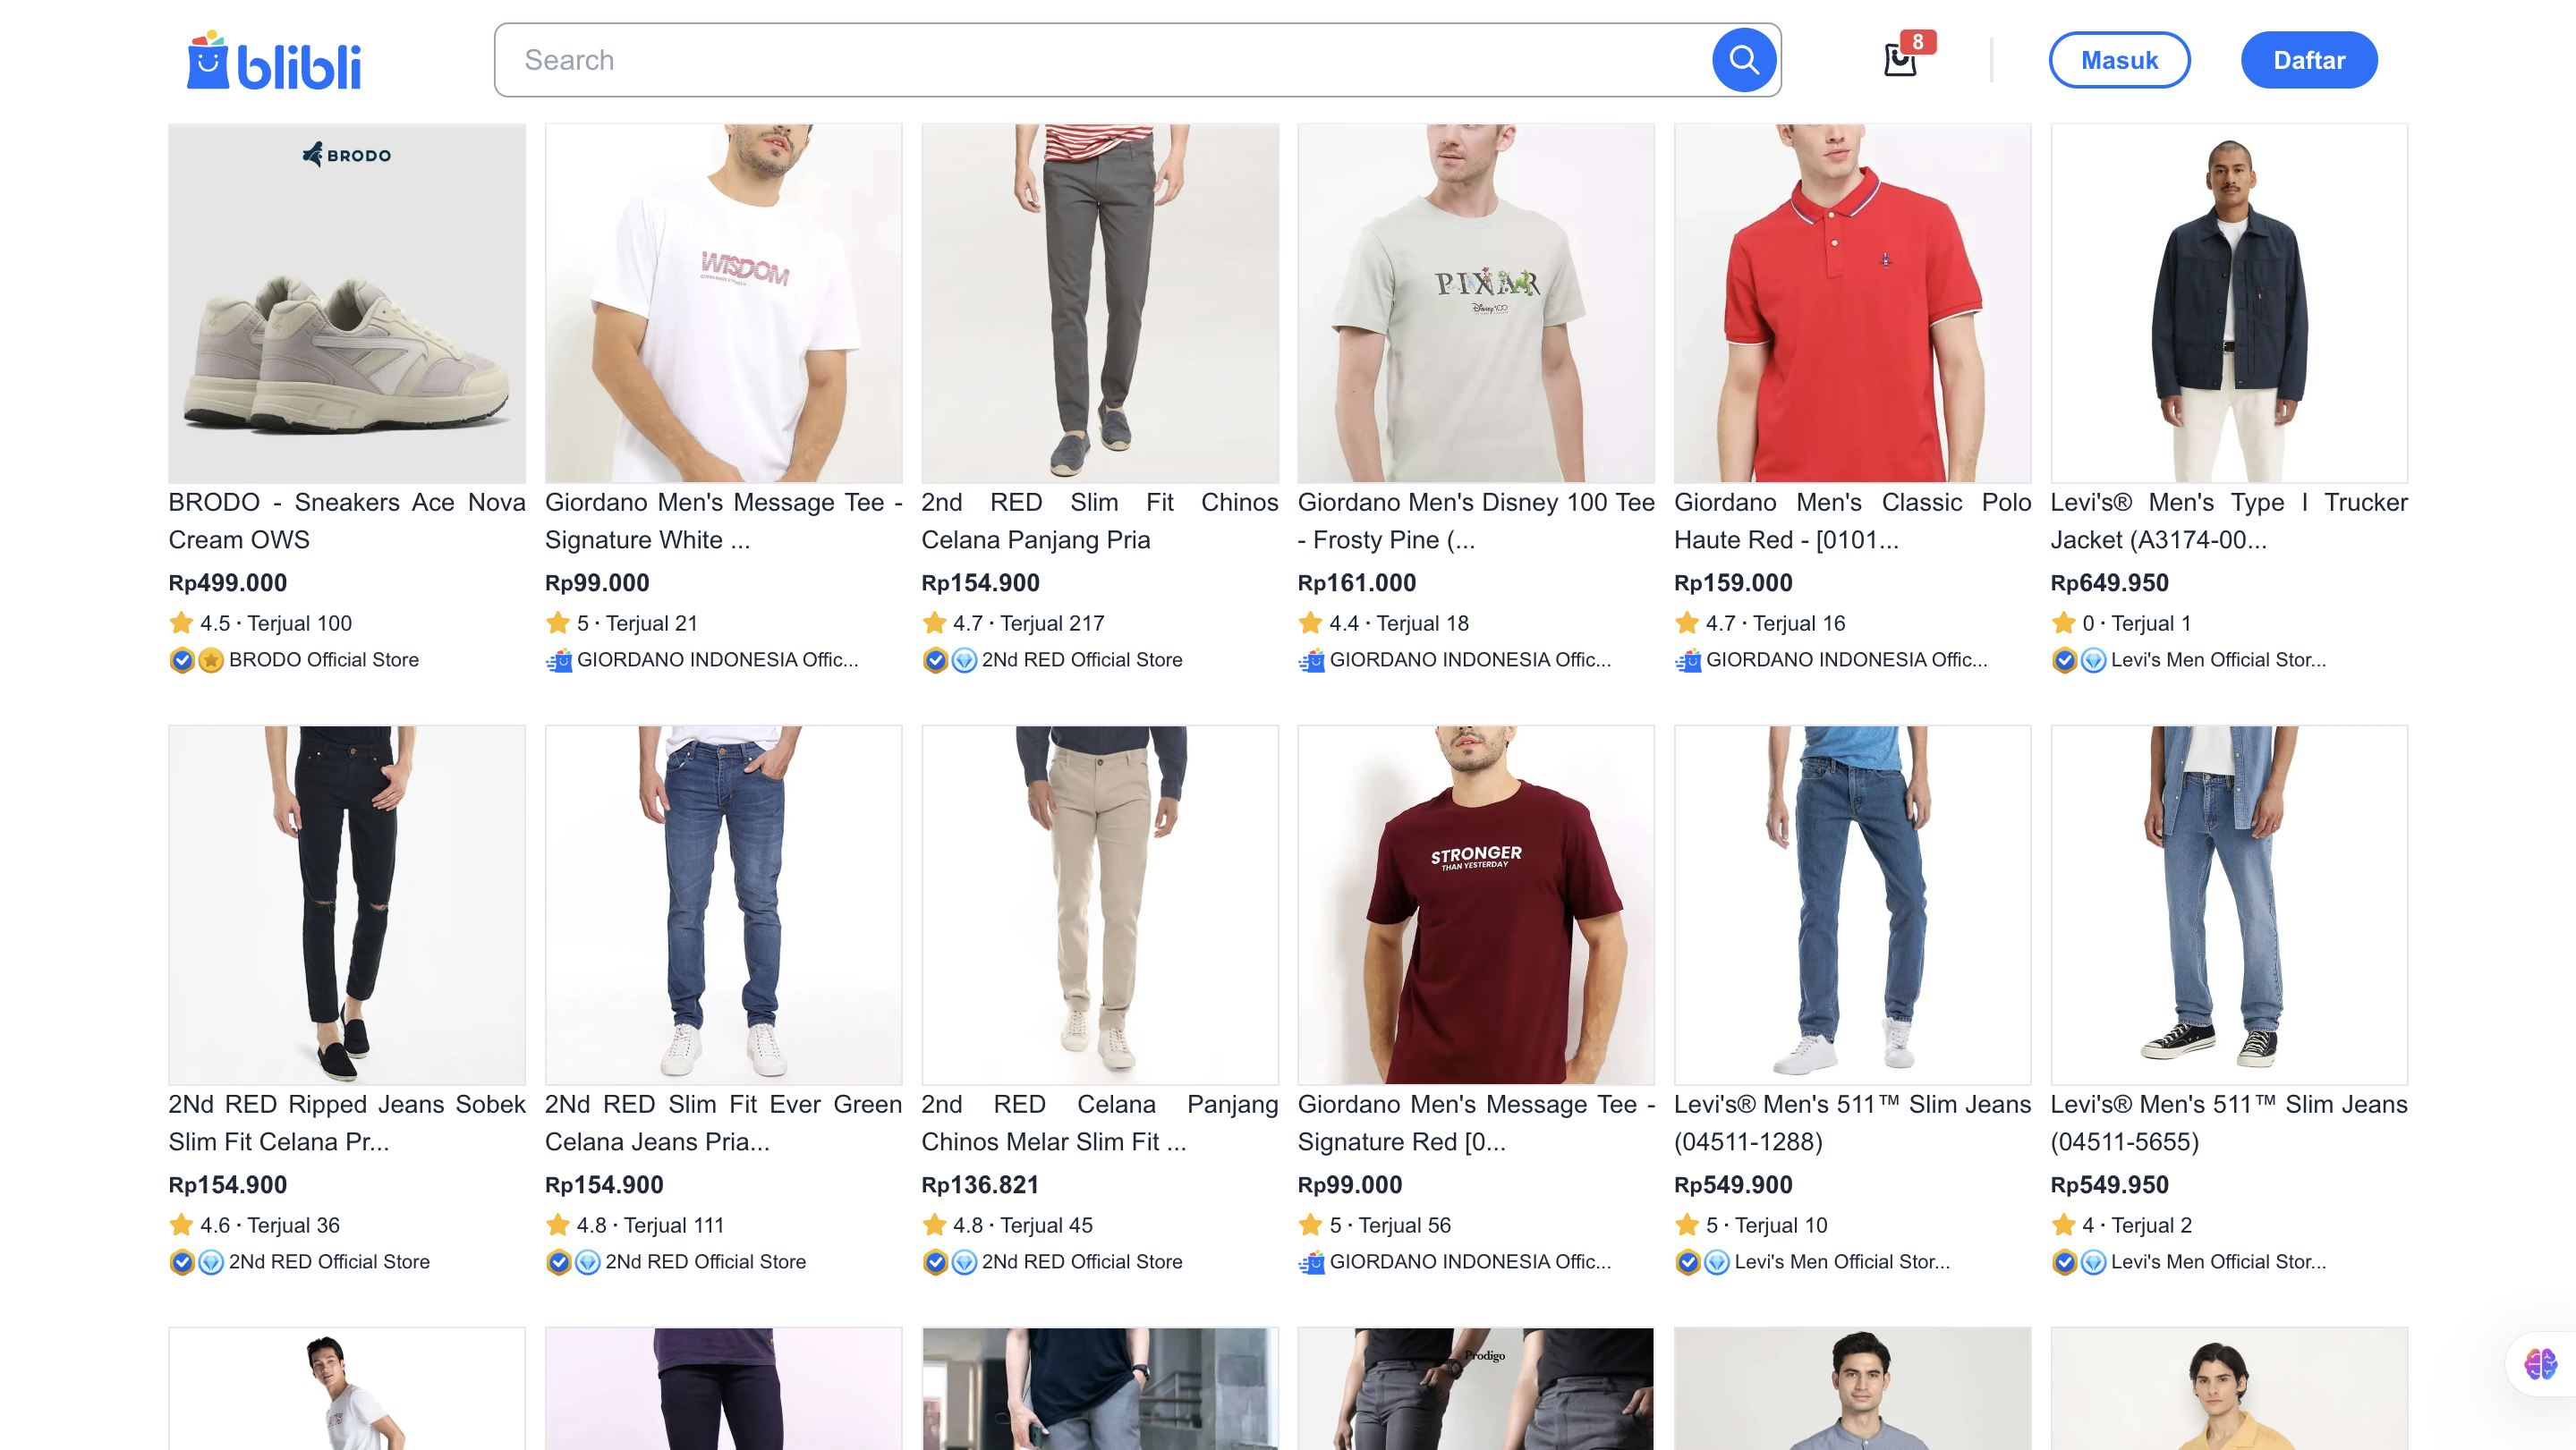 blibli
Search
8
Masuk
Daftar
BRODO
WISDOM
PIXAR
Disney100
BRODO - Sneakers Ace Nova
Cream OWS
Rp499.000
4.5 · Terjual 100
BRODO Official Store
Giordano Men's Message Tee -
Signature White ...
Rp99.000
5 · Terjual 21
GIORDANO INDONESIA Offic...
2nd RED Slim Fit Chinos
Celana Panjang Pria
Rp154.900
4.7 · Terjual 217
2Nd RED Official Store
Giordano Men's Disney 100 Tee
- Frosty Pine (...
Rp161.000
4.4 · Terjual 18
GIORDANO INDONESIA Offic...
Giordano Men's Classic Polo
Haute Red - [0101...
Rp159.000
4.7 · Terjual 16
GIORDANO INDONESIA Offic...
Levi's® Men's Type I Trucker
Jacket (A3174-00...
Rp649.950
0 · Terjual 1
Levi's Men Official Stor...
STRONGER
THAN YESTERDAY
2Nd RED Ripped Jeans Sobek
Slim Fit Celana Pr...
Rp154.900
4.6 · Terjual 36
2Nd RED Official Store
2Nd RED Slim Fit Ever Green
Celana Jeans Pria...
Rp154.900
4.8 · Terjual 111
2Nd RED Official Store
2nd RED Celana Panjang
Chinos Melar Slim Fit ...
Rp136.821
4.8 · Terjual 45
2Nd RED Official Store
Giordano Men's Message Tee -
Signature Red [0...
Rp99.000
5 · Terjual 56
GIORDANO INDONESIA Offic...
Levi's® Men's 511™ Slim Jeans
(04511-1288)
Rp549.900
5 · Terjual 10
Levi's Men Official Stor...
Levi's® Men's 511™ Slim Jeans
(04511-5655)
Rp549.950
4 · Terjual 2
Levi's Men Official Stor...
Prodigo